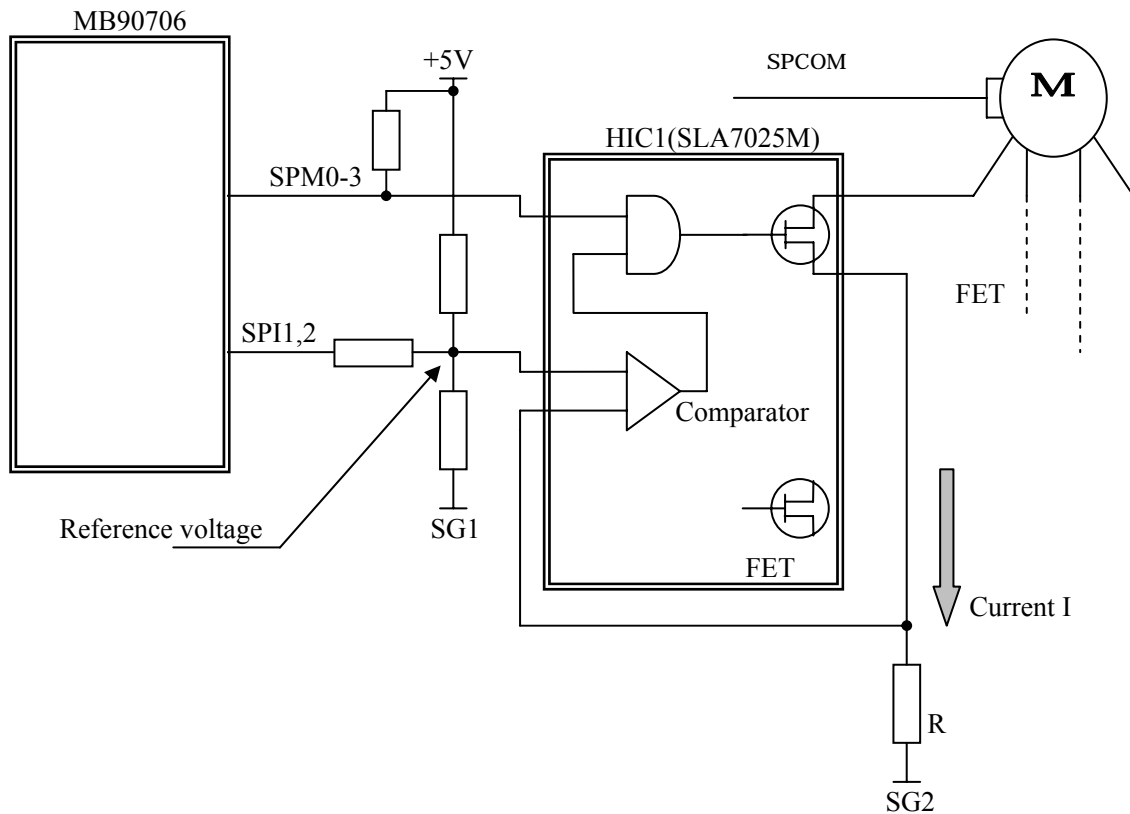 MB90706
+5V
SPCOM
M
HIC1(SLA7025M)
SPM0-3
FET
SPI1,2
Comparator
Reference voltage
SG1
FET
Current I
R
SG2